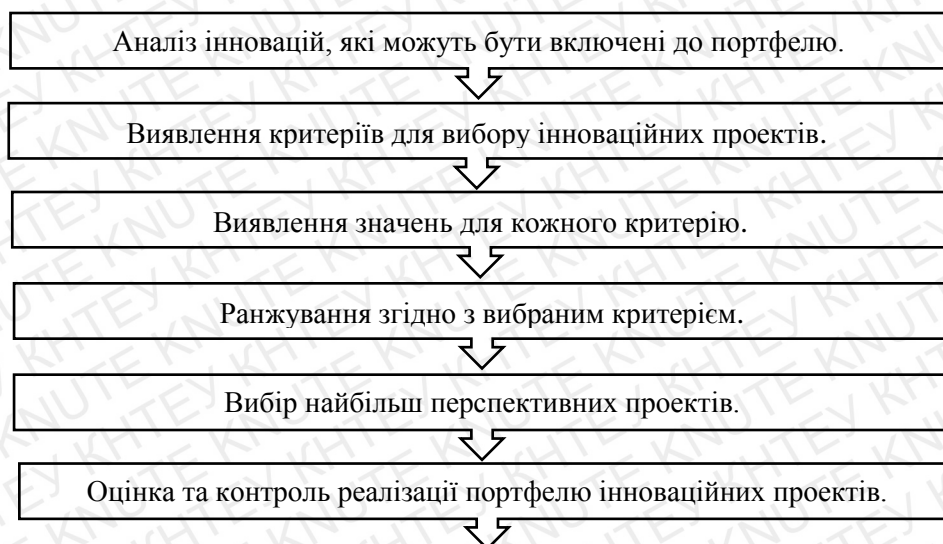 Аналіз інновацій, які можуть бути включені до портфелю.
Виявлення критеріїв для вибору інноваційних проектів.
Виявлення значень для кожного критерію.
Ранжування згідно з вибраним критерієм.
Вибір найбільш перспективних проектів.
Оцінка та контроль реалізації портфелю інноваційних проектів.